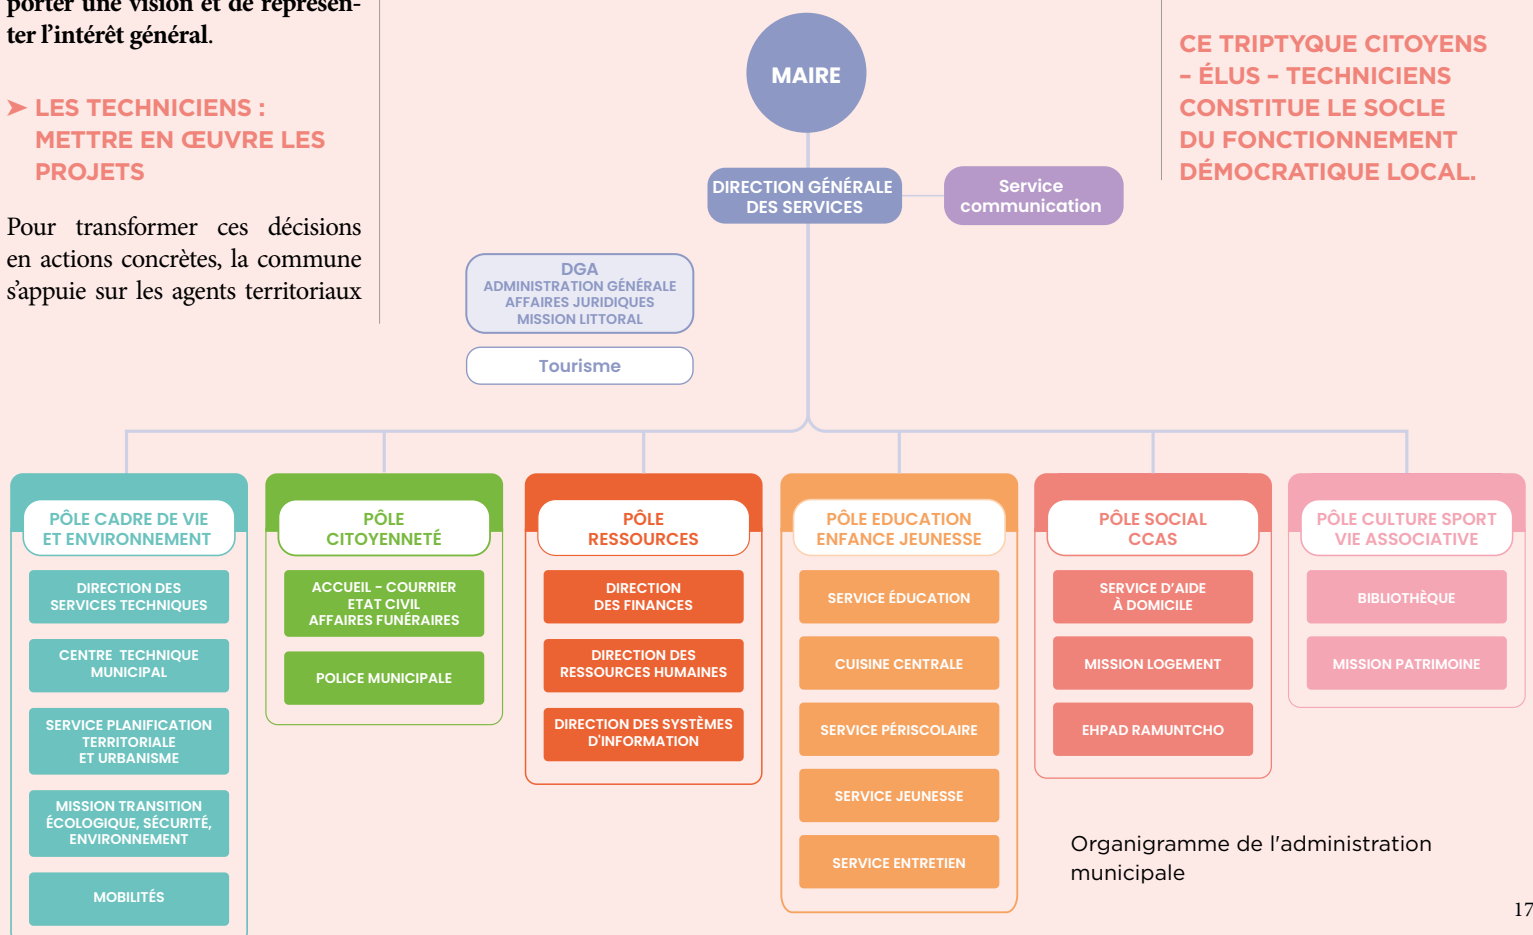 porter une vision et de représen-
ter l’intérêt général.
➤ LES TECHNICIENS :
METTRE EN ŒUVRE LES
PROJETS
Pour transformer ces décisions
en actions concrètes, la commune
s’appuie sur les agents territoriaux
MAIRE
DIRECTION GÉNÉRALE
DES SERVICES
Service
communication
CE TRIPTYQUE CITOYENS
– ÉLUS – TECHNICIENS
CONSTITUE LE SOCLE
DU FONCTIONNEMENT
DÉMOCRATIQUE LOCAL.
DGA
ADMINISTRATION GÉNÉRALE
AFFAIRES JURIDIQUES
MISSION LITTORAL
Tourisme
PÔLE CADRE DE VIE
ET ENVIRONNEMENT
DIRECTION DES
SERVICES TECHNIQUES
CENTRE TECHNIQUE
MUNICIPAL
SERVICE PLANIFICATION
TERRITORIALE
ET URBANISME
MISSION TRANSITION
ÉCOLOGIQUE, SÉCURITÉ,
ENVIRONNEMENT
MOBILITÉS
PÔLE
CITOYENNETÉ
ACCUEIL – COURRIER
ETAT CIVIL
AFFAIRES FUNÉRAIRES
POLICE MUNICIPALE
PÔLE
RESSOURCES
DIRECTION
DES FINANCES
DIRECTION DES
RESSOURCES HUMAINES
DIRECTION DES SYSTÈMES
D'INFORMATION
PÔLE EDUCATION
ENFANCE JEUNESSE
SERVICE ÉDUCATION
CUISINE CENTRALE
SERVICE PÉRISCOLAIRE
SERVICE JEUNESSE
SERVICE ENTRETIEN
PÔLE SOCIAL
CCAS
SERVICE D’AIDE
À DOMICILE
MISSION LOGEMENT
EHPAD RAMUNTCHO
PÔLE CULTURE SPORT
VIE ASSOCIATIVE
BIBLIOTHÈQUE
MISSION PATRIMOINE
Organigramme de l'administration
municipale
17